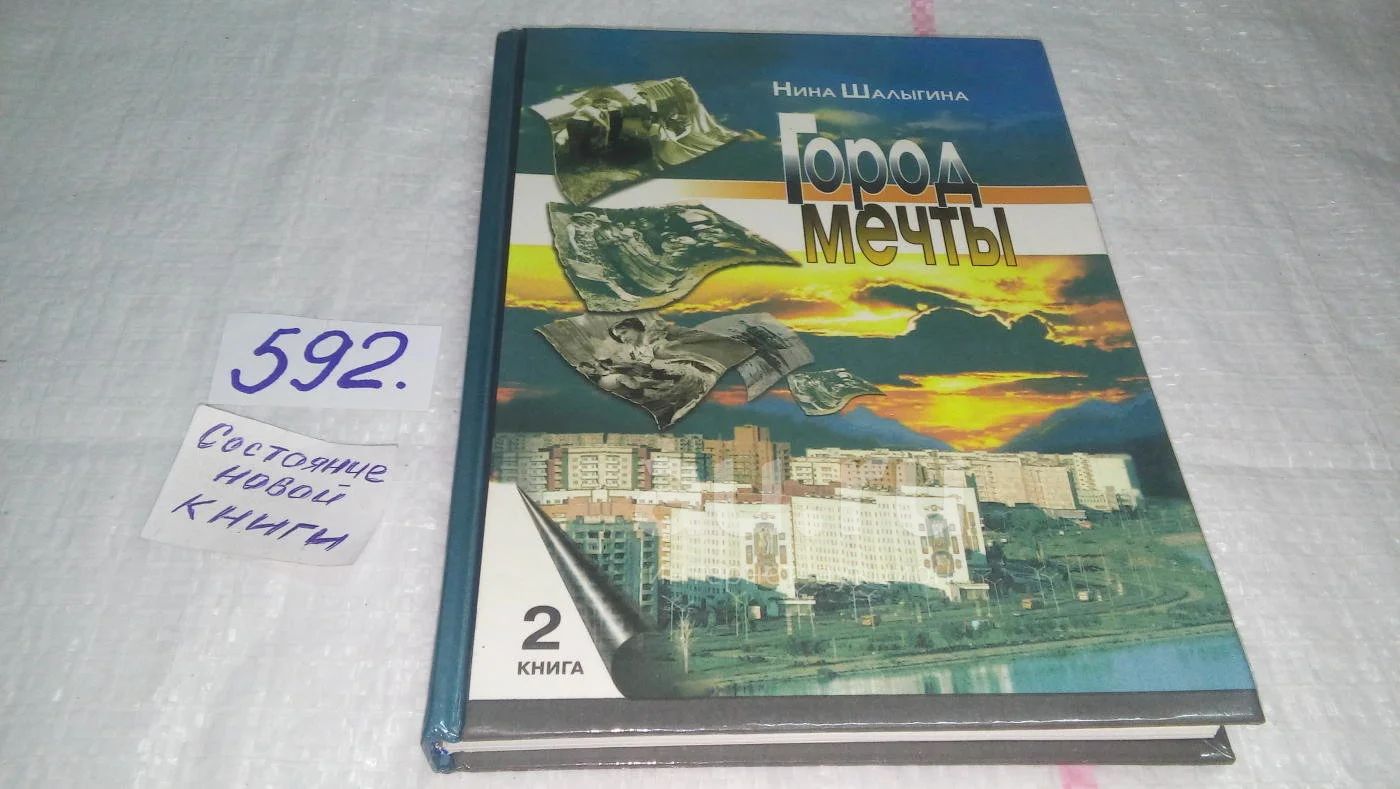 Нина Шалыгина
Город
мечты
592.
Состояние
новой
книги
2
книга